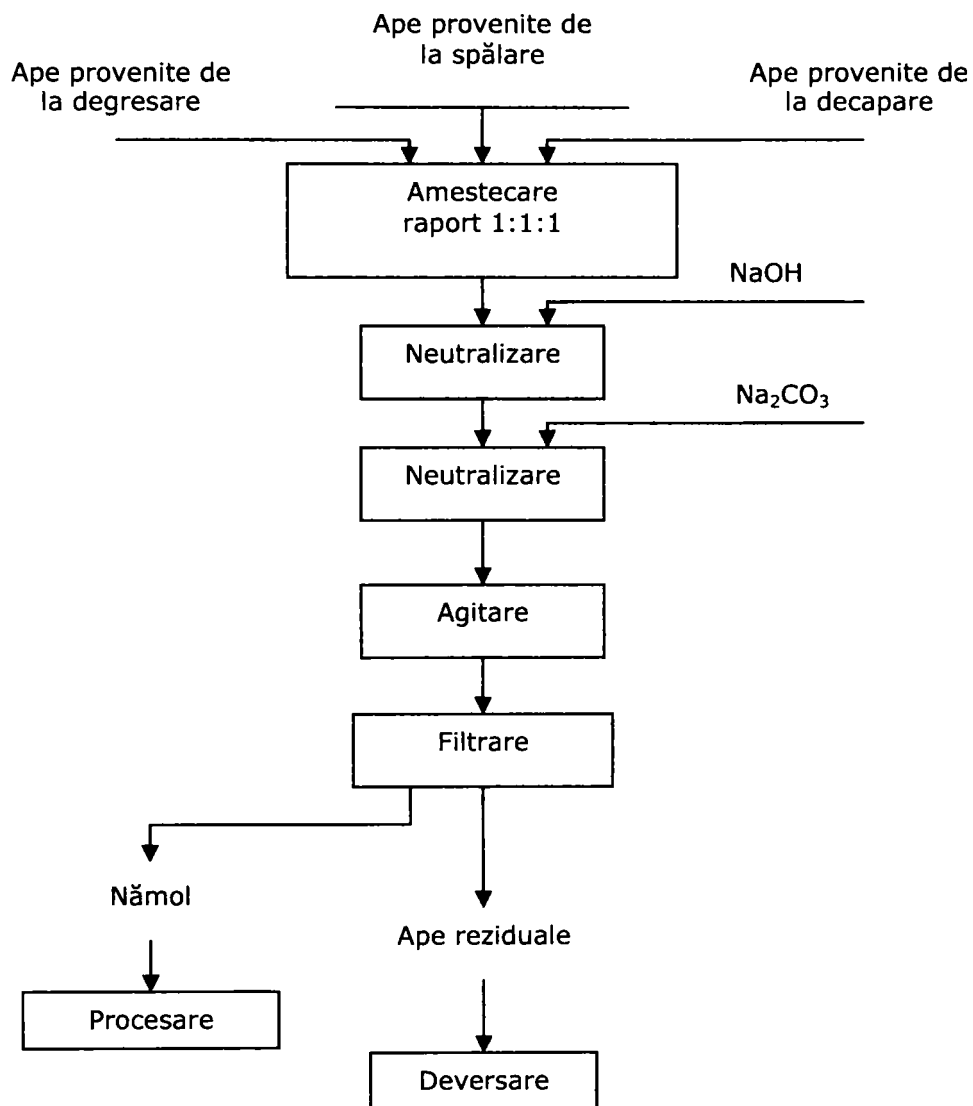 Ape provenite de
la spălare
Ape provenite de
la degresare
Ape provenite de
la decapare
Amestecare
raport 1:1:1
NaOH
Neutralizare
Na₂CO₃
Neutralizare
Agitare
Filtrare
Nămol
Ape reziduale
Procesare
Deversare